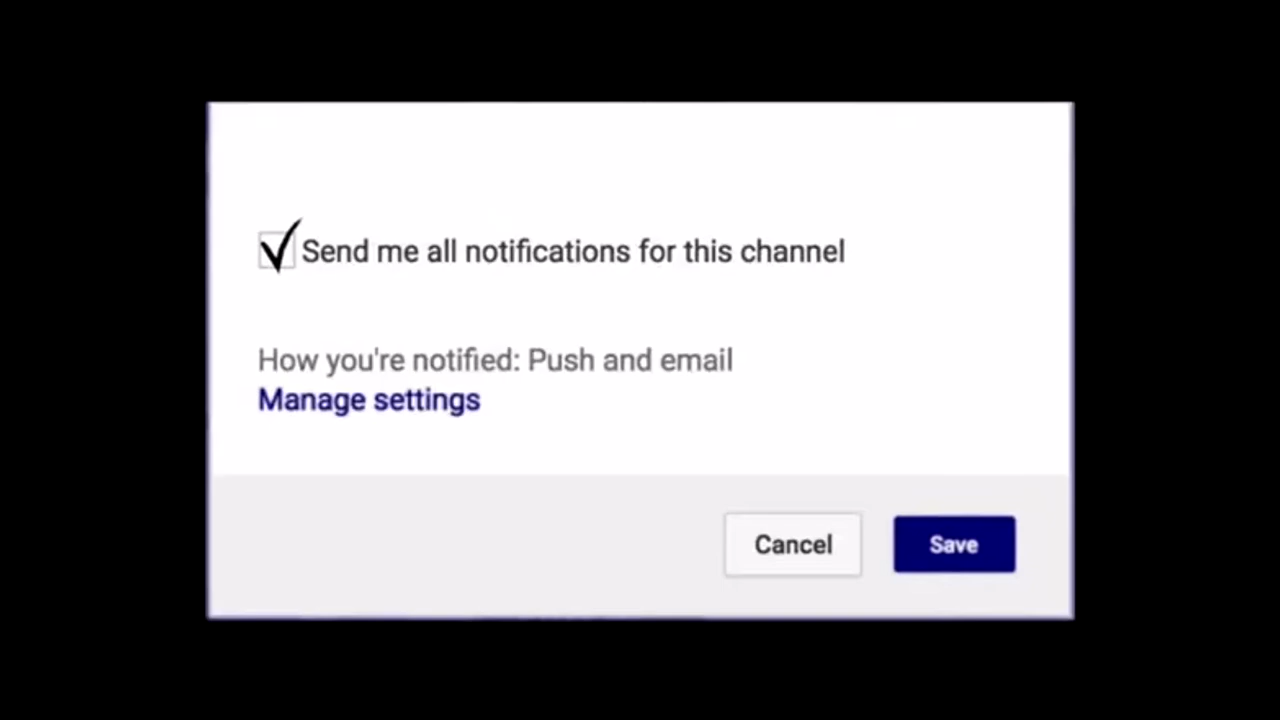 Send me all notifications for this channel
How you're notified: Push and email
Manage settings
Cancel Save